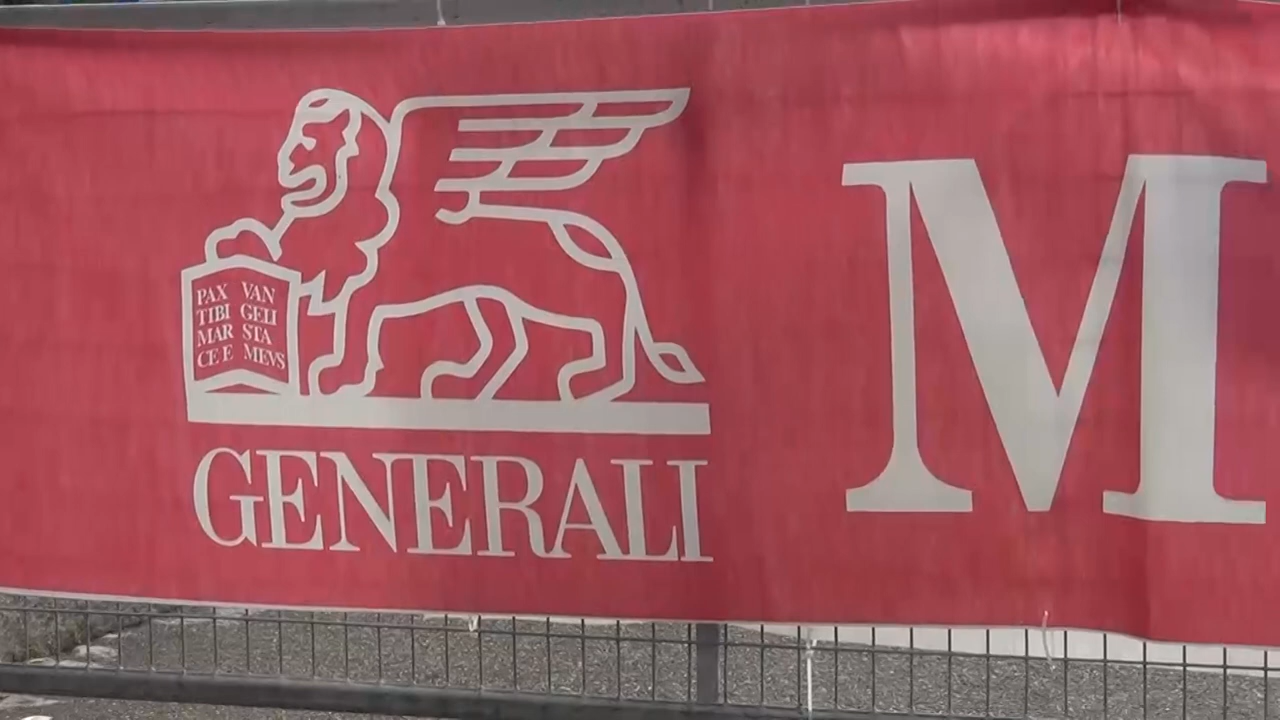 PAX VAN
TIBI GELI
MAR STA
CE E MEVS
GENERALI
M